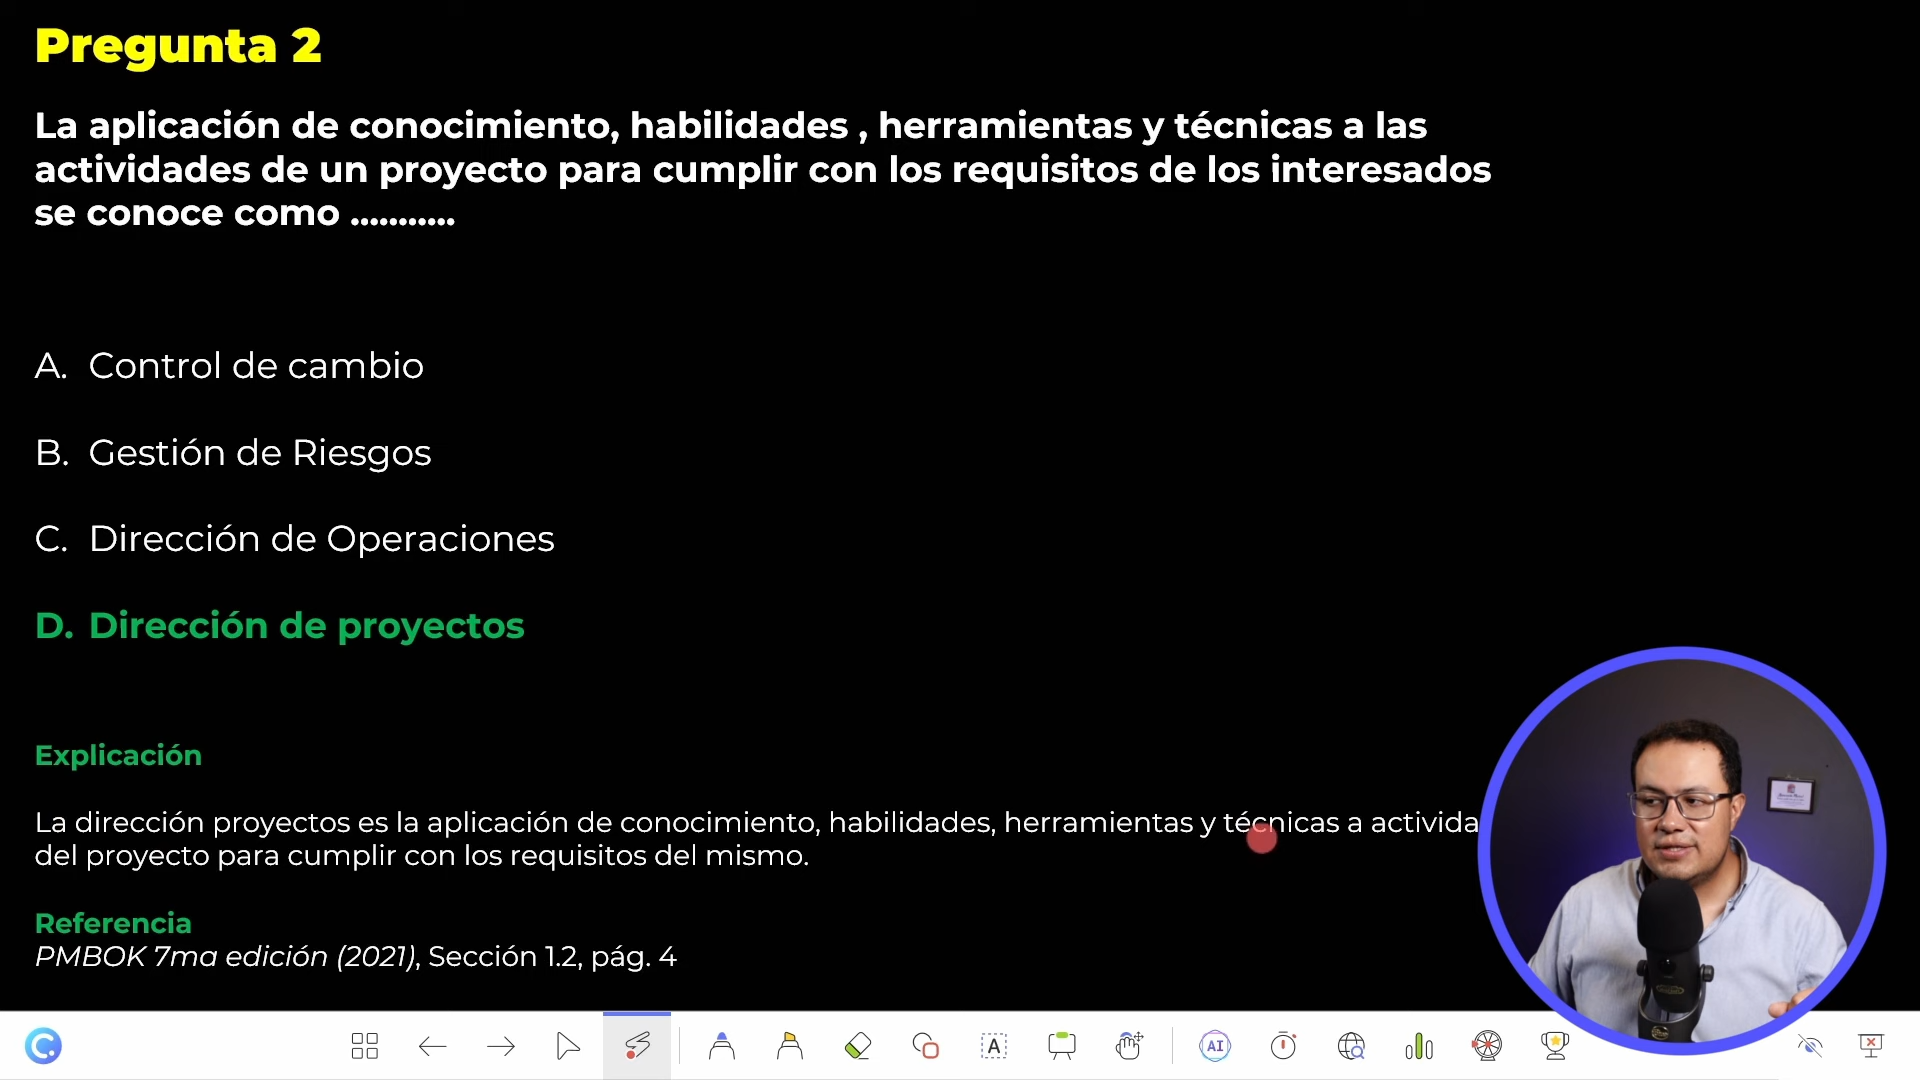 Pregunta 2
La aplicación de conocimiento, habilidades , herramientas y técnicas a las
actividades de un proyecto para cumplir con los requisitos de los interesados
se conoce como ...........
A. Control de cambio
B. Gestión de Riesgos
C. Dirección de Operaciones
D. Dirección de proyectos
Explicación
La dirección proyectos es la aplicación de conocimiento, habilidades, herramientas y técnicas a activida
del proyecto para cumplir con los requisitos del mismo.
Referencia
PMBOK 7ma edición (2021), Sección 1.2, pág. 4
A
AI